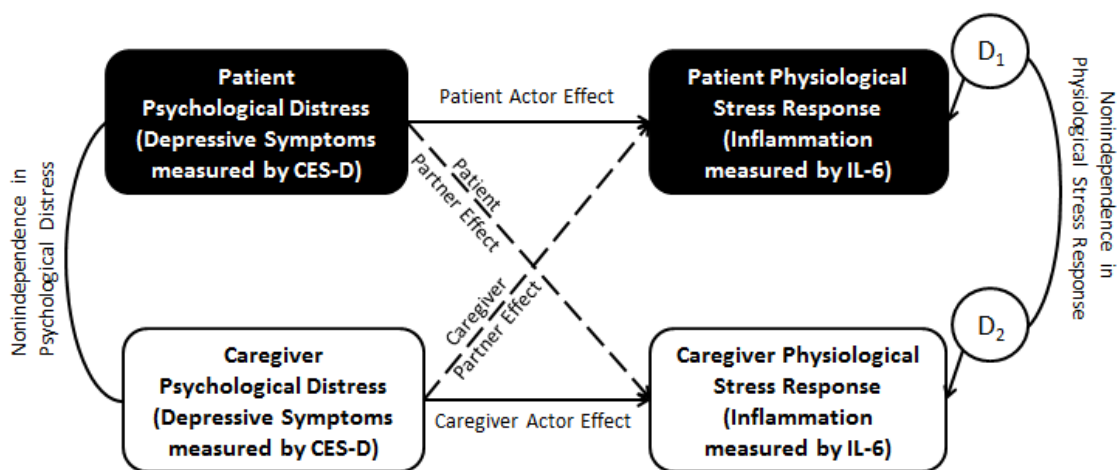 Patient
Psychological Distress
(Depressive Symptoms
measured by CES-D)
Patient Actor Effect
Patient Physiological
Stress Response
(Inflammation
measured by IL-6)
D1
Nonindependence in
Psychological Distress
Patient
Partner Effect
Caregiver
Partner Effect
Nonindependence in
Physiological Stress Response
Caregiver
Psychological Distress
(Depressive Symptoms
measured by CES-D)
Caregiver Actor Effect
Caregiver Physiological
Stress Response
(Inflammation
measured by IL-6)
D2